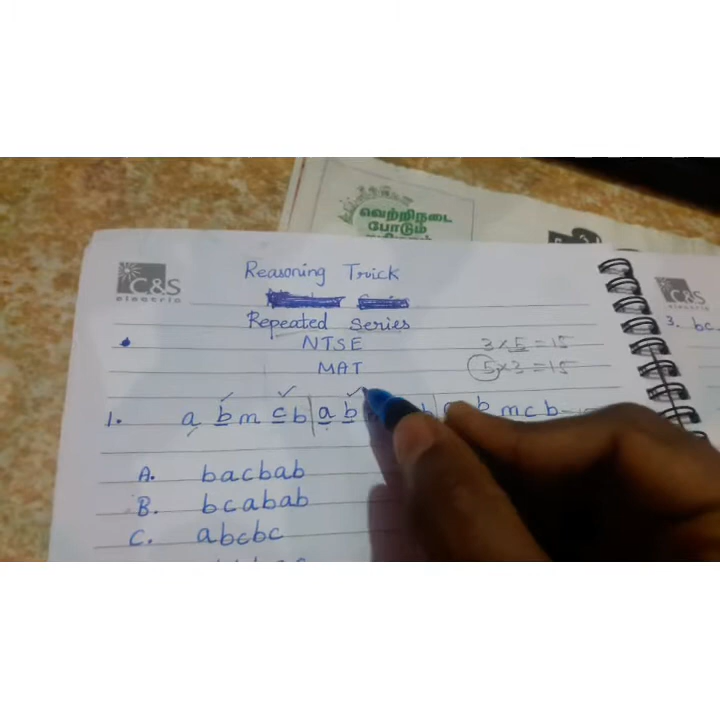 வெற்றிநடை
போடும்
C&S
electric
Reasoning Trick
Repeated Series
NTSE
MAT
3 × 5 = 15
5 × 3 = 15
C&S
3. bc
1. a b m c b | a b b | b m c b
A. bacbab
B. bcabab
C. abcbc